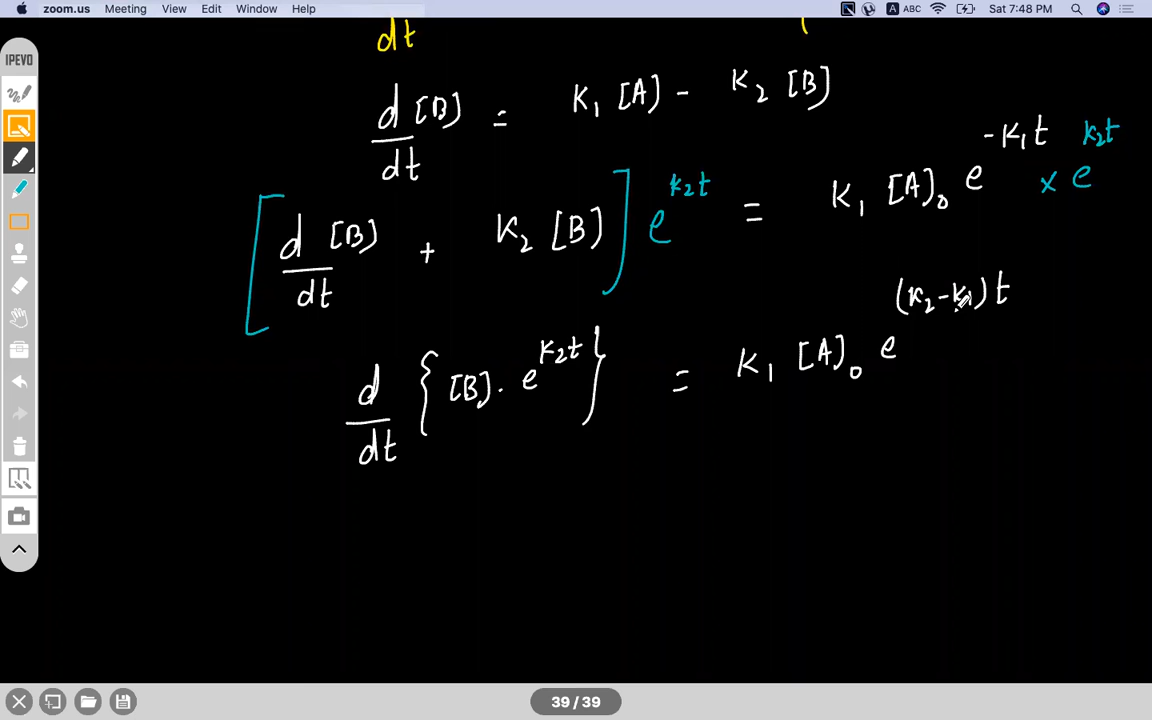 zoom.us Meeting View Edit Window Help ABC Sat 7:48 PM
IPEVO
dt
d[B]/dt = K₁ [A] - K₂ [B]
[d[B]/dt + K₂ [B]] e^(K₂t) = K₁ [A]₀ e^(-K₁t) × e^(K₂t)
d/dt {[B]. e^(K₂t)} = K₁ [A]₀ e^((K₂-K₁)t)
39 / 39